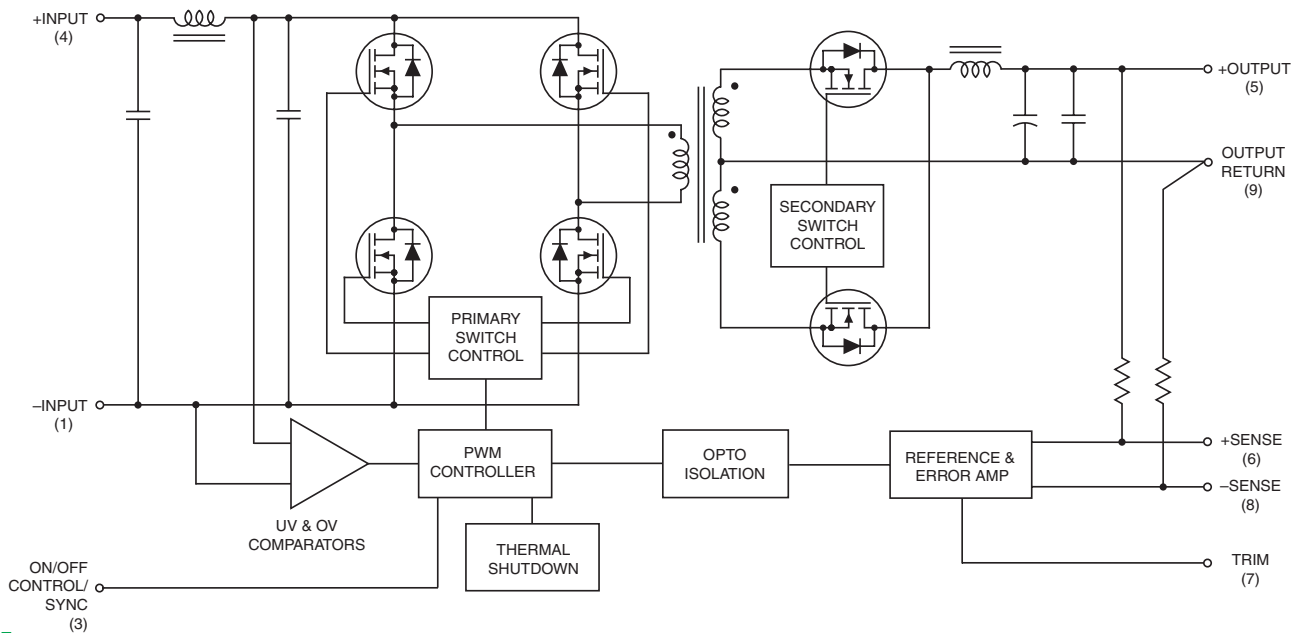 +INPUT
(4)
+OUTPUT
(5)
OUTPUT
RETURN
(9)
SECONDARY
SWITCH
CONTROL
PRIMARY
SWITCH
CONTROL
–INPUT
(1)
PWM
CONTROLLER
OPTO
ISOLATION
REFERENCE &
ERROR AMP
+SENSE
(6)
–SENSE
(8)
UV & OV
COMPARATORS
THERMAL
SHUTDOWN
TRIM
(7)
ON/OFF
CONTROL/
SYNC
(3)